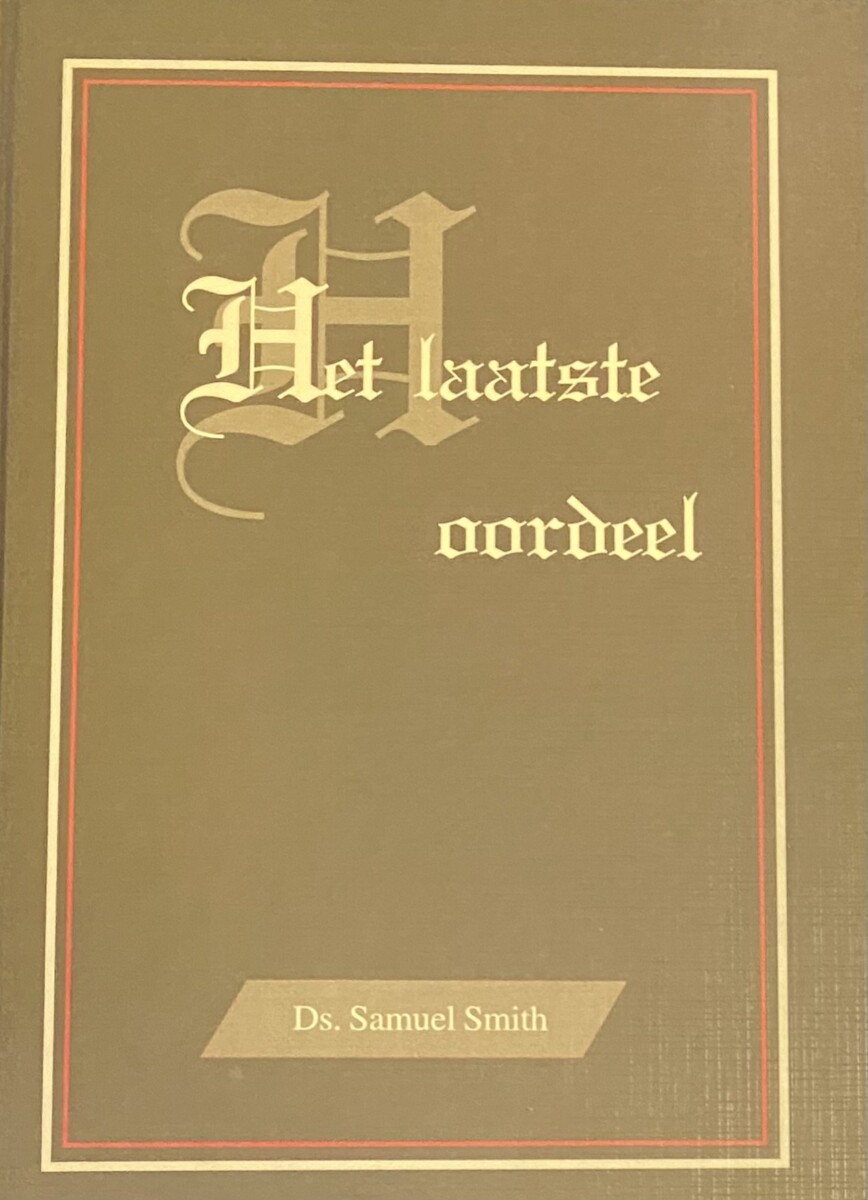 Het laatste
oordeel
Ds. Samuel Smith